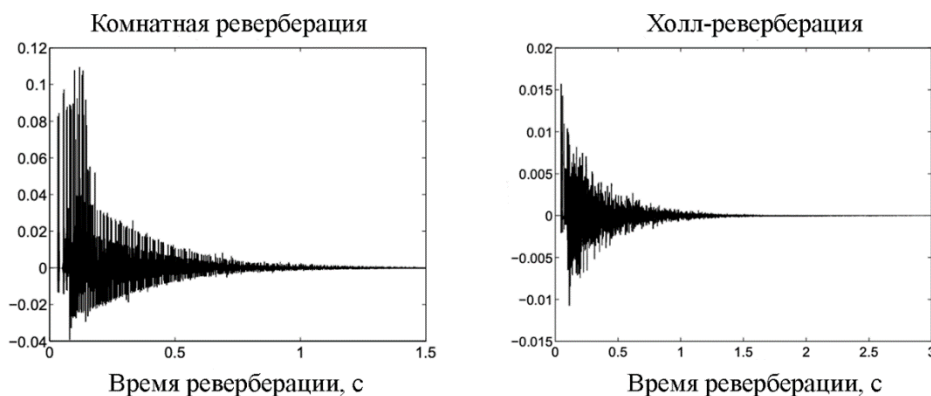 Комнатная реверберация
0.12
0.1
0.08
0.06
0.04
0.02
0
−0.02
−0.04
0 0.5 1 1.5
Время реверберации, с
Холл-реверберация
0.02
0.015
0.01
0.005
0
−0.005
−0.01
−0.015
0 0.5 1 1.5 2 2.5 3
Время реверберации, с